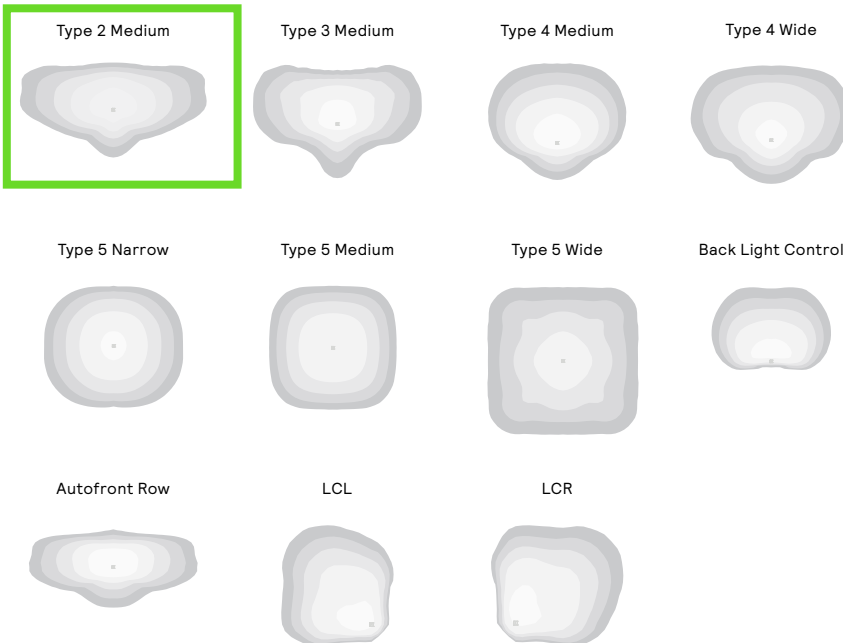 Type 2 Medium
Type 3 Medium
Type 4 Medium
Type 4 Wide
Type 5 Narrow
Type 5 Medium
Type 5 Wide
Back Light Control
Autofront Row
LCL
LCR